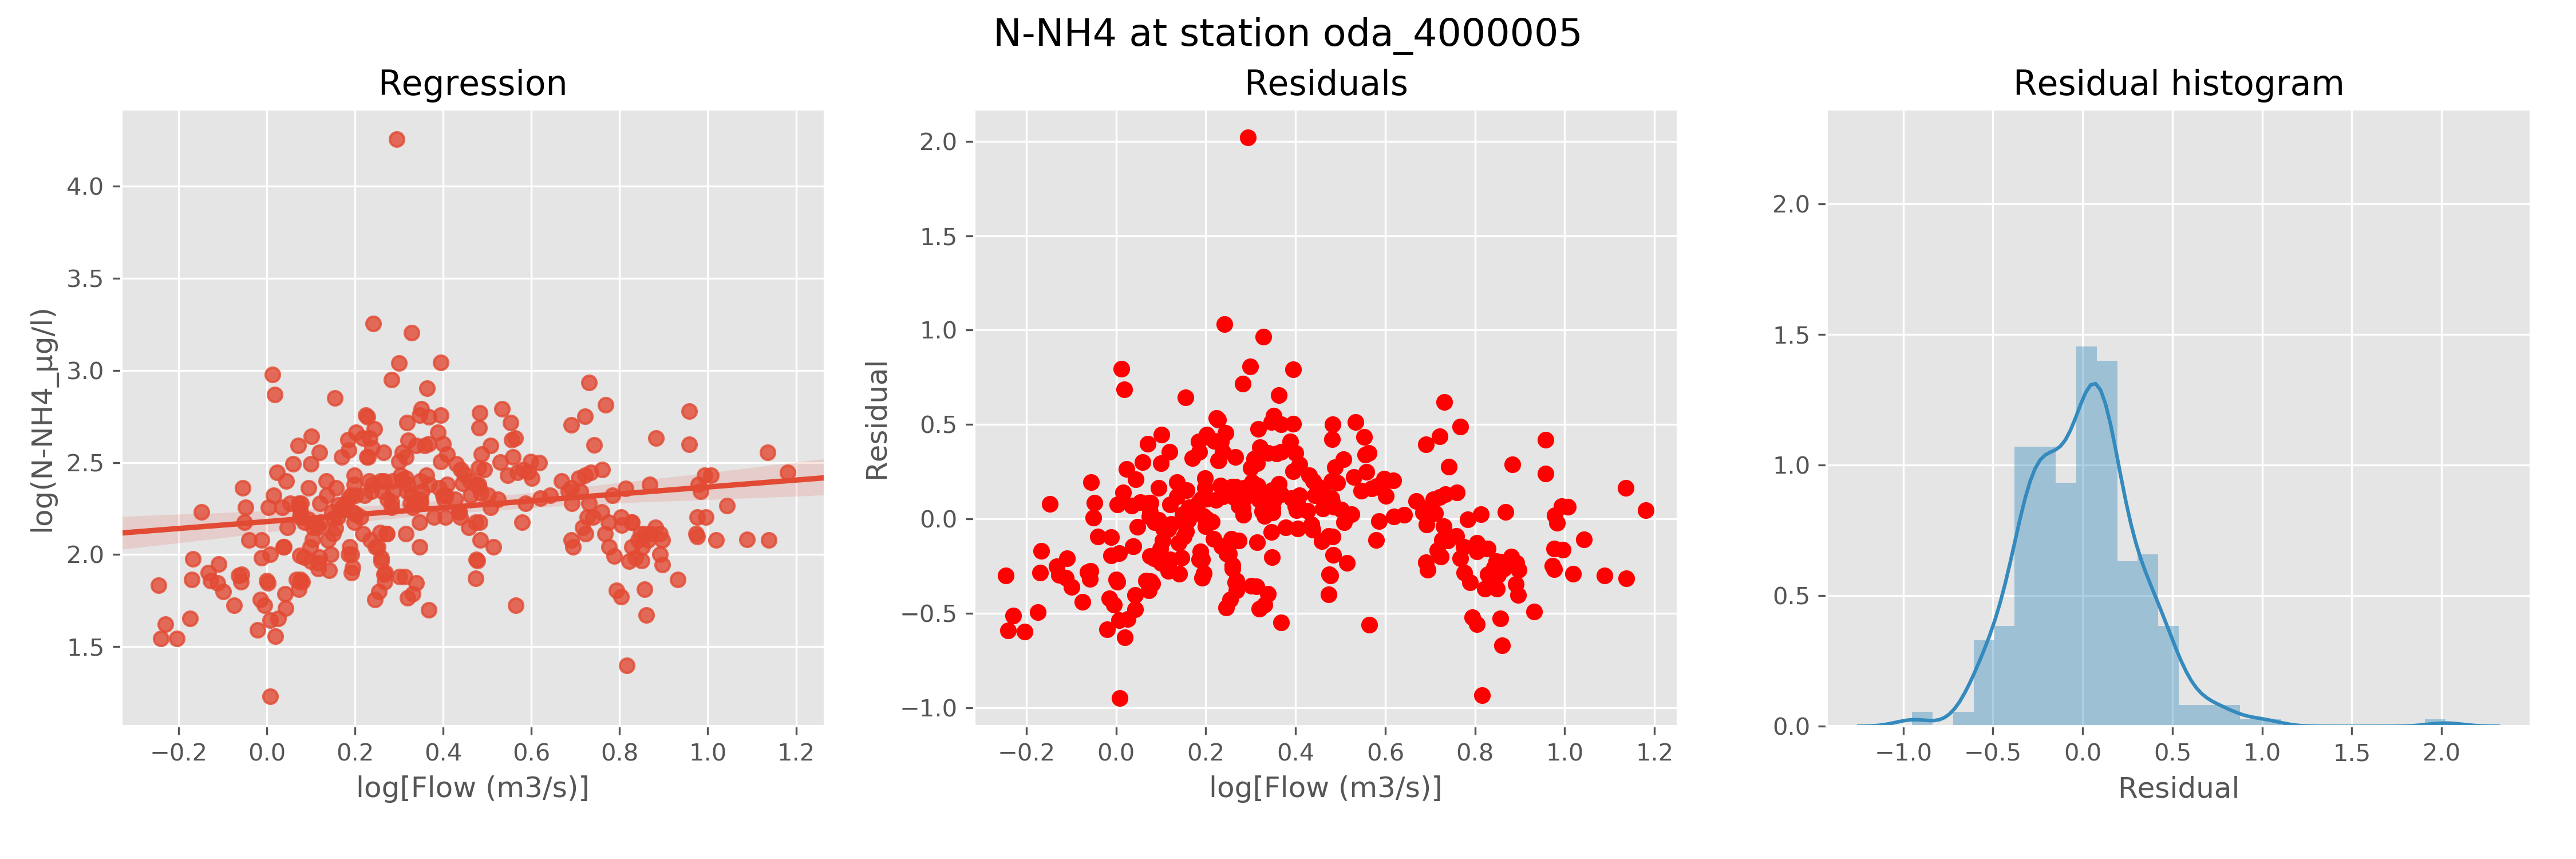 N-NH4 at station oda_4000005
Regression
Residuals
Residual histogram
4.0
3.5
3.0
2.5
2.0
1.5
log(N-NH4_μg/l)
−0.2 0.0 0.2 0.4 0.6 0.8 1.0 1.2
log[Flow (m3/s)]
2.0
1.5
1.0
0.5
0.0
−0.5
−1.0
Residual
−0.2 0.0 0.2 0.4 0.6 0.8 1.0 1.2
log[Flow (m3/s)]
2.0
1.5
1.0
0.5
0.0
−1.0 −0.5 0.0 0.5 1.0 1.5 2.0
Residual